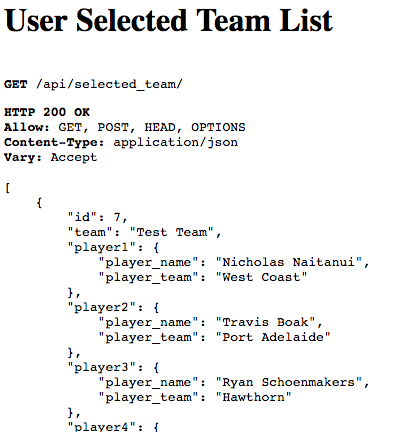 User Selected Team List
GET /api/selected_team/
HTTP 200 OK
Allow: GET, POST, HEAD, OPTIONS
Content-Type: application/json
Vary: Accept
[
    {
        "id": 7,
        "team": "Test Team",
        "player1": {
            "player_name": "Nicholas Naitanui",
            "player_team": "West Coast"
        },
        "player2": {
            "player_name": "Travis Boak",
            "player_team": "Port Adelaide"
        },
        "player3": {
            "player_name": "Ryan Schoenmakers",
            "player_team": "Hawthorn"
        },
        "player4": {